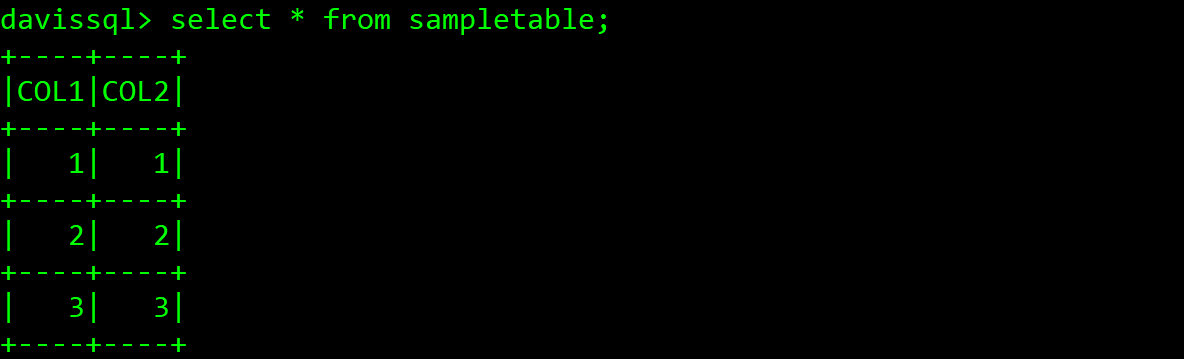 davissql> select * from sampletable;
+----+----+
|COL1|COL2|
+----+----+
|   1|   1|
+----+----+
|   2|   2|
+----+----+
|   3|   3|
+----+----+